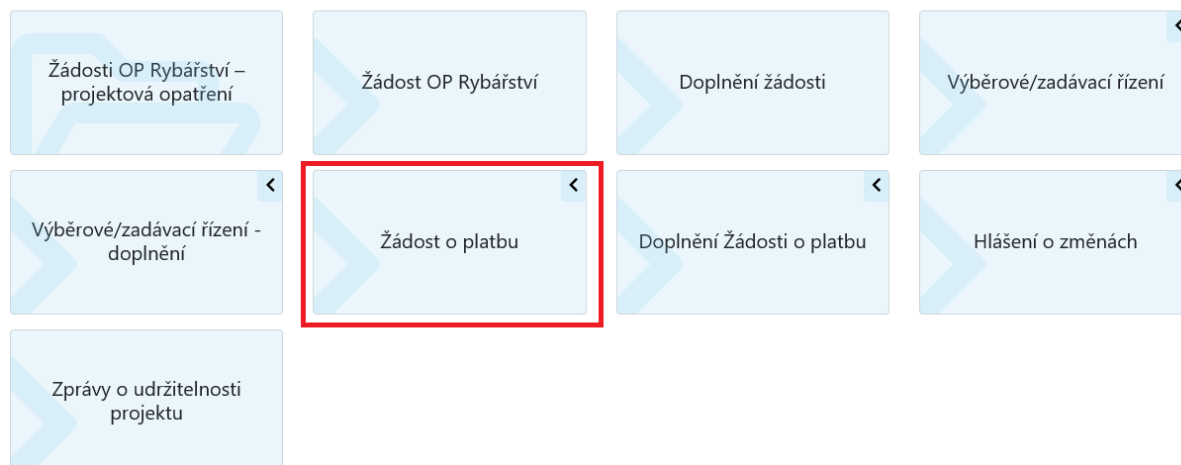 Žádosti OP Rybářství –
projektová opatření
Žádost OP Rybářství
Doplnění žádosti
Výběrové/zadávací řízení
Výběrové/zadávací řízení -
doplnění
Žádost o platbu
Doplnění Žádosti o platbu
Hlášení o změnách
Zprávy o udržitelnosti
projektu